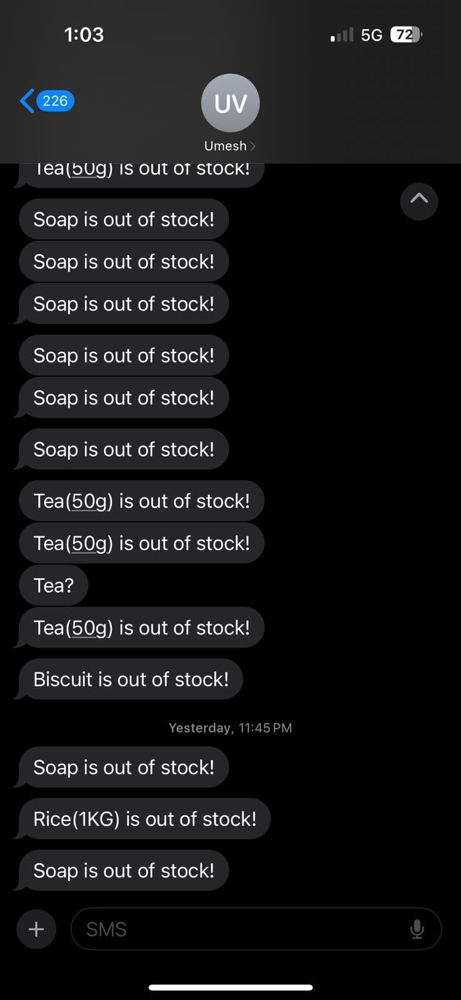 1:03
5G 72
226
UV
Umesh
Tea(50g) is out of stock!
Soap is out of stock!
Soap is out of stock!
Soap is out of stock!
Soap is out of stock!
Soap is out of stock!
Soap is out of stock!
Tea(50g) is out of stock!
Tea(50g) is out of stock!
Tea?
Tea(50g) is out of stock!
Biscuit is out of stock!
Yesterday, 11:45 PM
Soap is out of stock!
Rice(1KG) is out of stock!
Soap is out of stock!
SMS